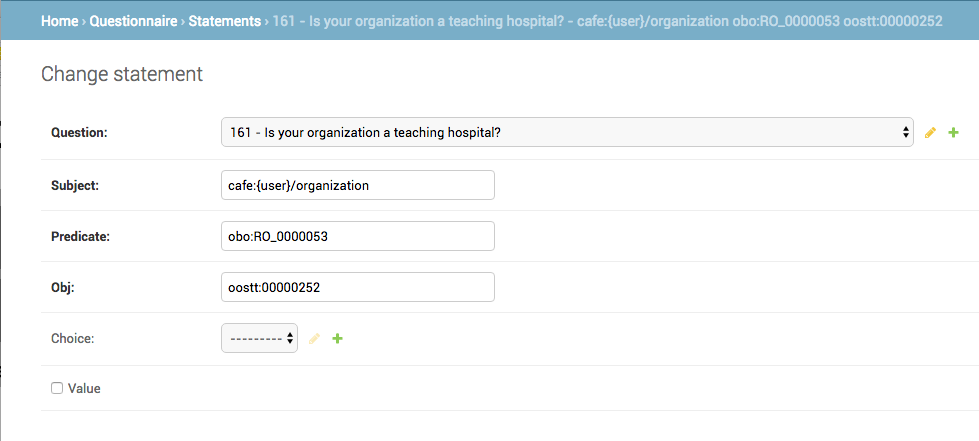 Home › Questionnaire › Statements › 161 - Is your organization a teaching hospital? - cafe:{user}/organization obo:RO_0000053 oostt:00000252
Change statement
Question: 161 - Is your organization a teaching hospital?
Subject: cafe:{user}/organization
Predicate: obo:RO_0000053
Obj: oostt:00000252
Choice: ---------
Value